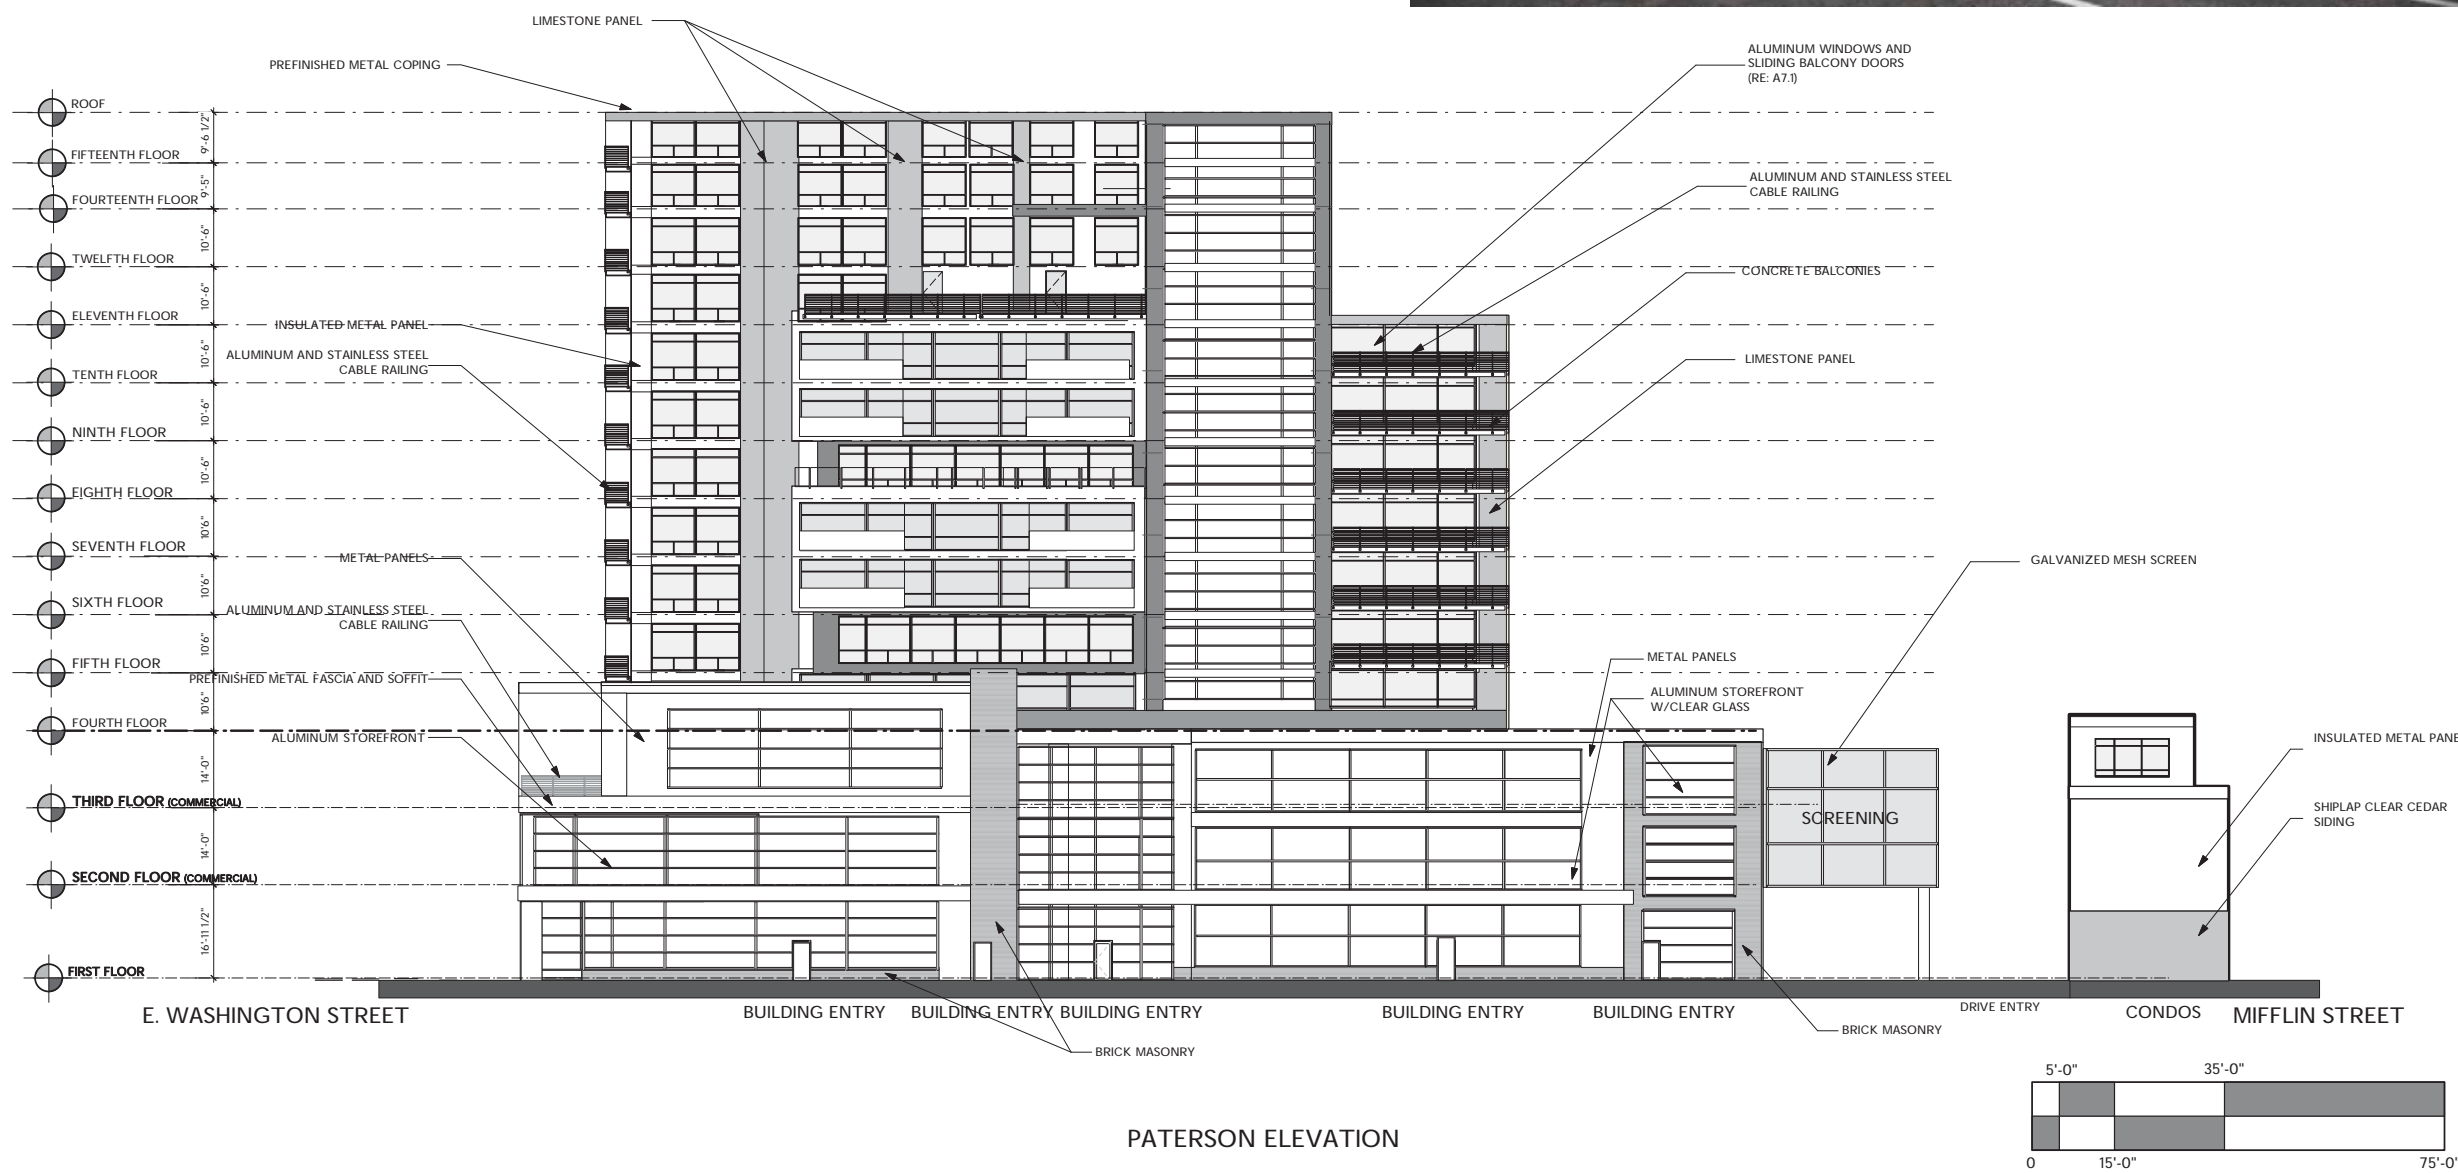 LIMESTONE PANEL
PREFINISHED METAL COPING
ALUMINUM WINDOWS AND
SLIDING BALCONY DOORS
(RE: A7.1)
ROOF
9'-6 1/2"
FIFTEENTH FLOOR
9'-5"
FOURTEENTH FLOOR
ALUMINUM AND STAINLESS STEEL
CABLE RAILING
10'-6"
TWELFTH FLOOR
CONCRETE BALCONIES
10'-6"
ELEVENTH FLOOR
INSULATED METAL PANEL
10'-6"
ALUMINUM AND STAINLESS STEEL
CABLE RAILING
LIMESTONE PANEL
TENTH FLOOR
10'-6"
NINTH FLOOR
10'-6"
EIGHTH FLOOR
10'6"
SEVENTH FLOOR
METAL PANELS
GALVANIZED MESH SCREEN
10'6"
SIXTH FLOOR
ALUMINUM AND STAINLESS STEEL
CABLE RAILING
10'6"
FIFTH FLOOR
METAL PANELS
PREFINISHED METAL FASCIA AND SOFFIT
ALUMINUM STOREFRONT
W/CLEAR GLASS
10'6"
FOURTH FLOOR
ALUMINUM STOREFRONT
INSULATED METAL PANE
14'-0"
THIRD FLOOR (COMMERCIAL)
SHIPLAP CLEAR CEDAR
SIDING
SCREENING
14'-0"
SECOND FLOOR (COMMERCIAL)
16'-11 1/2"
FIRST FLOOR
E. WASHINGTON STREET
BUILDING ENTRY
BUILDING ENTRY
BUILDING ENTRY
BUILDING ENTRY
BUILDING ENTRY
DRIVE ENTRY
CONDOS
MIFFLIN STREET
BRICK MASONRY
BRICK MASONRY
5'-0"
35'-0"
PATERSON ELEVATION
0
15'-0"
75'-0'